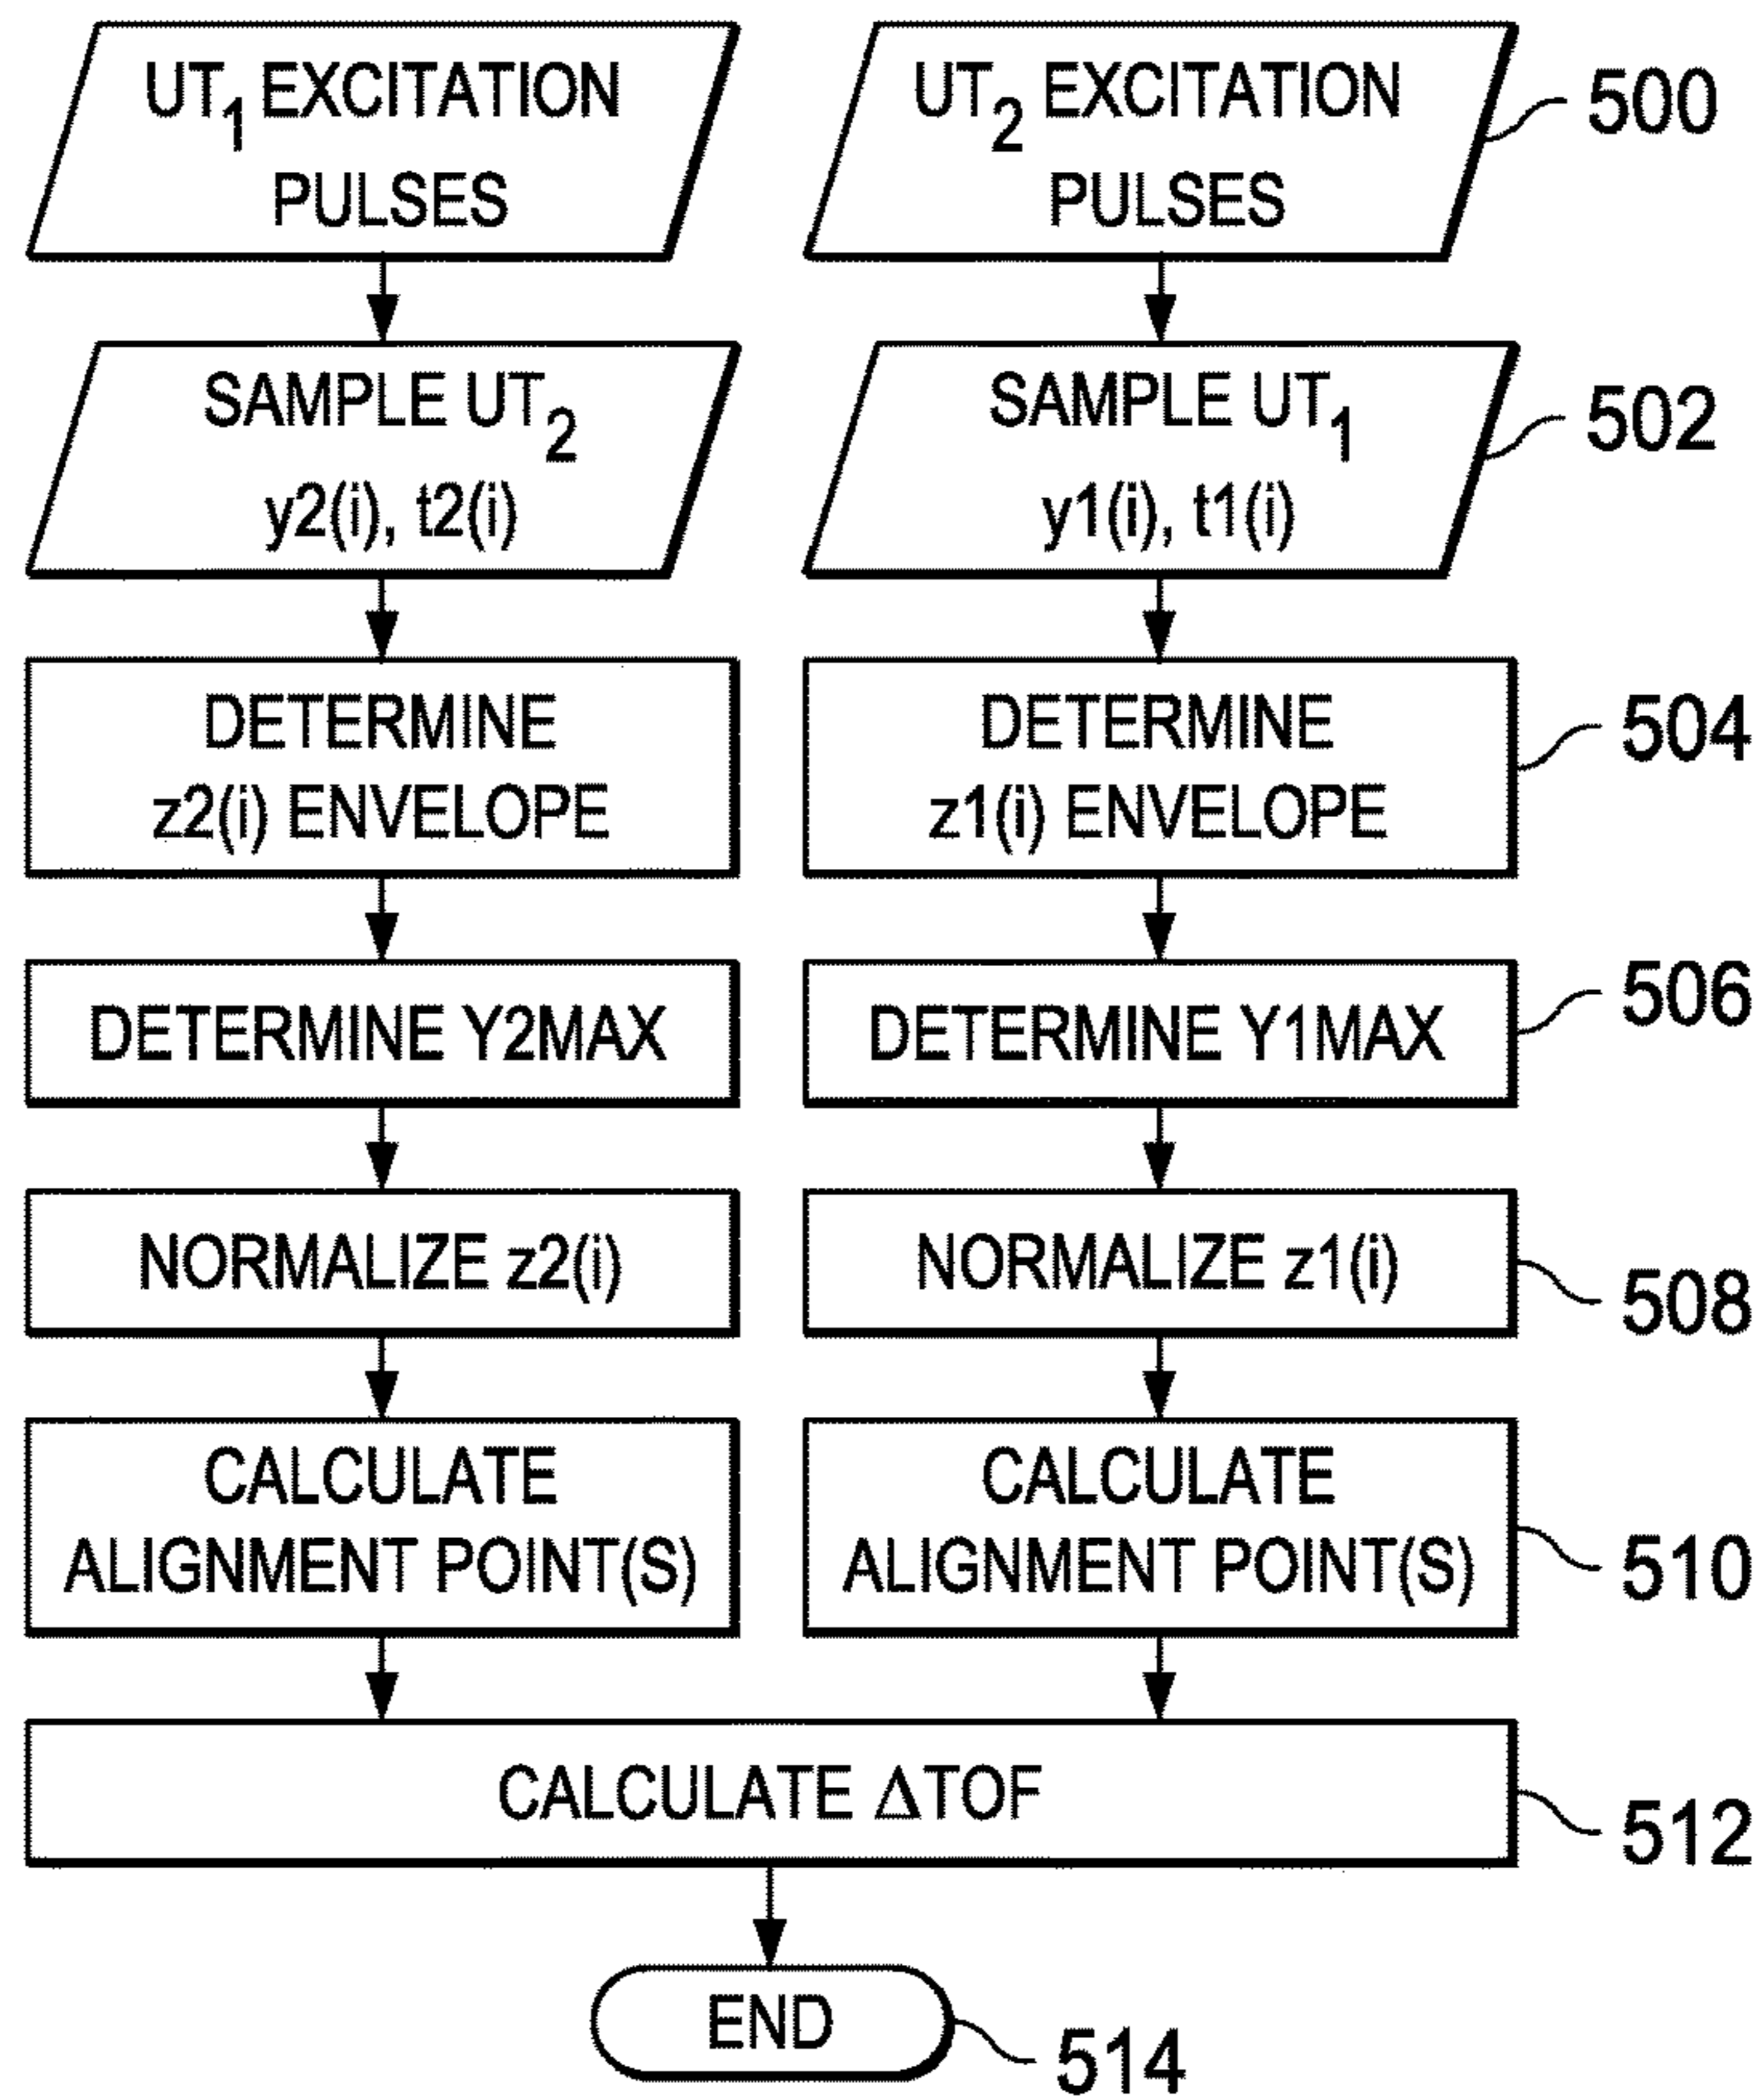 UT1 EXCITATION
PULSES
UT2 EXCITATION
PULSES
500
SAMPLE UT2
y2(i), t2(i)
SAMPLE UT1
y1(i), t1(i)
502
DETERMINE
z2(i) ENVELOPE
DETERMINE
z1(i) ENVELOPE
504
DETERMINE Y2MAX
DETERMINE Y1MAX
506
NORMALIZE z2(i)
NORMALIZE z1(i)
508
CALCULATE
ALIGNMENT POINT(S)
CALCULATE
ALIGNMENT POINT(S)
510
CALCULATE ΔTOF
512
END
514